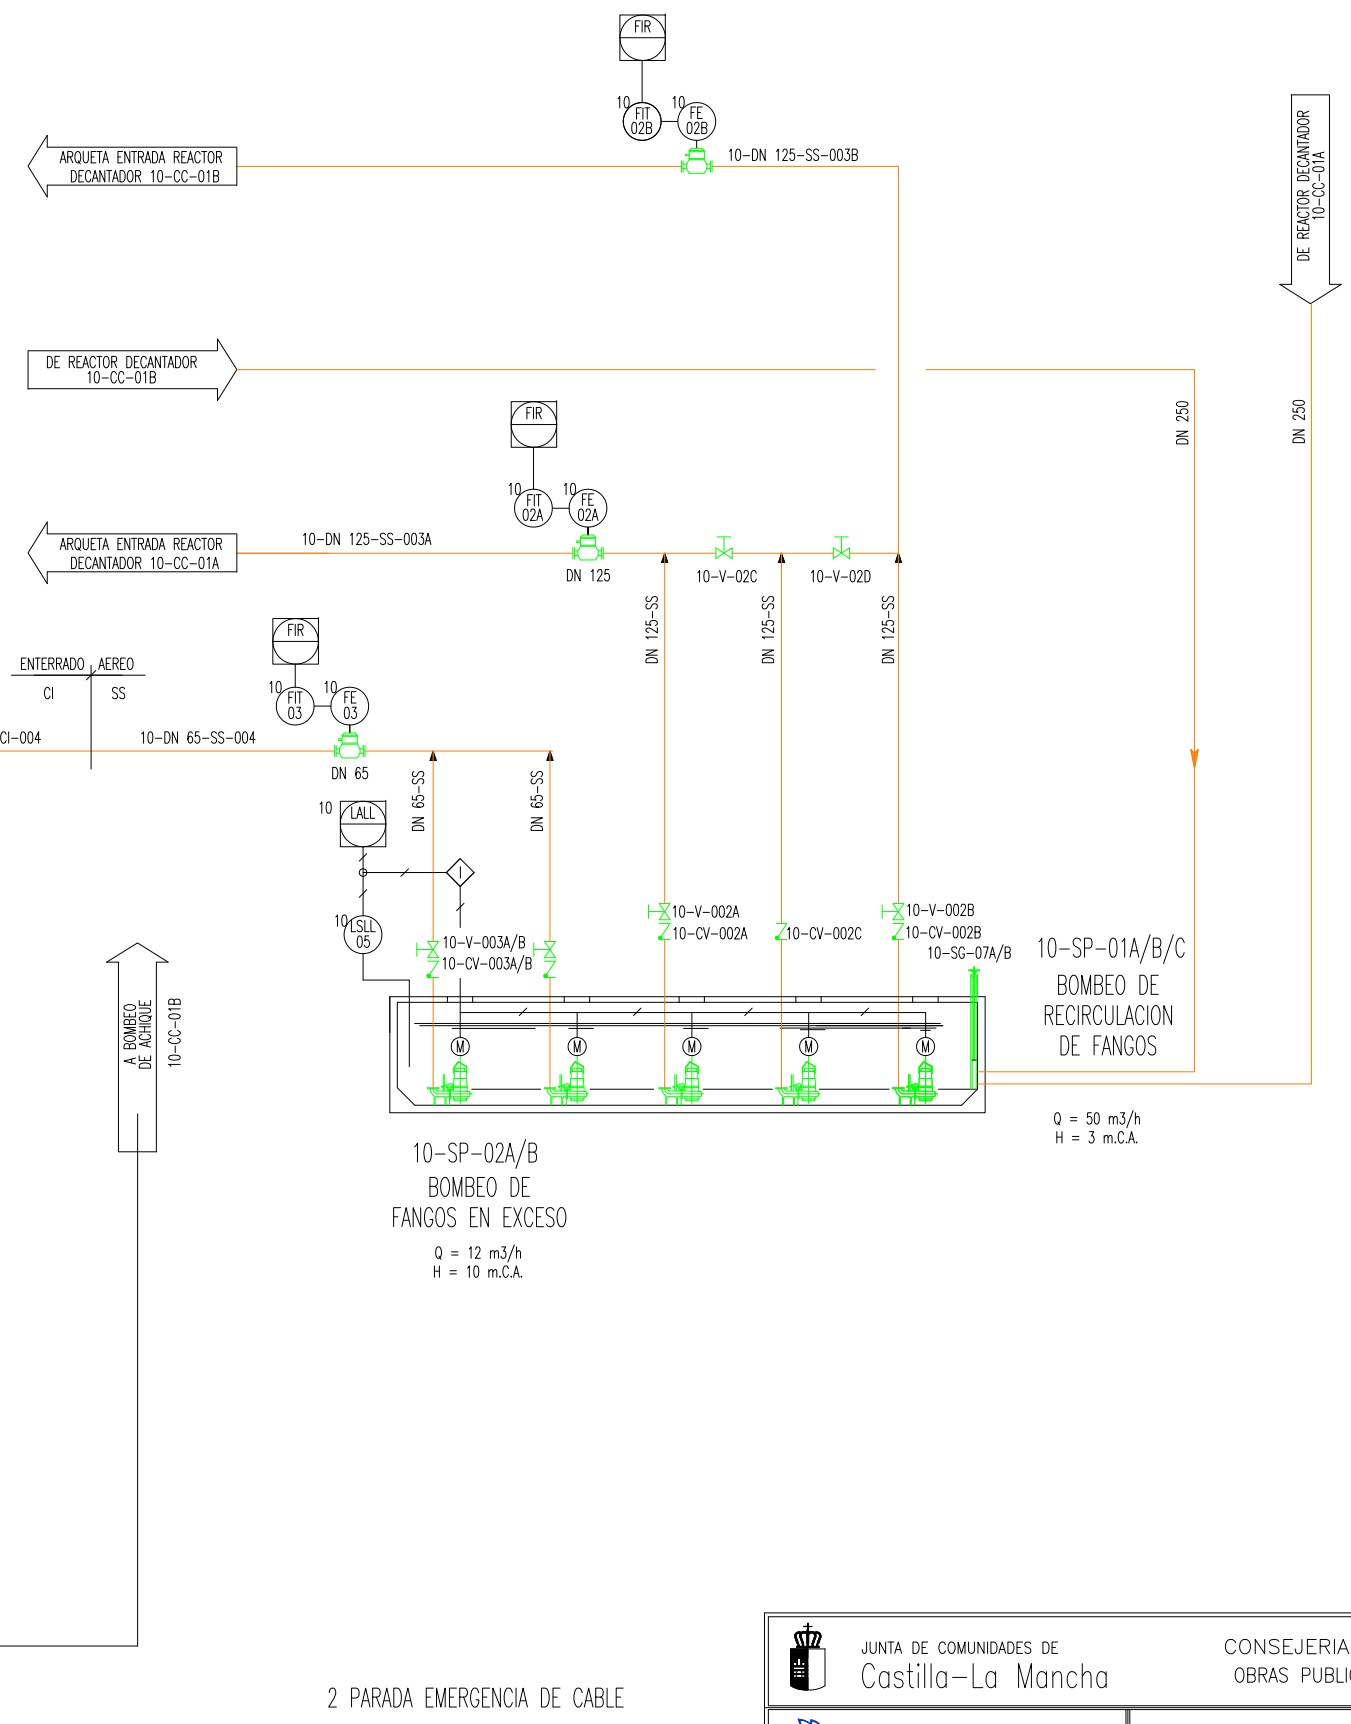 FIR
10
FIT
02B
10
FE
02B
10-DN 125-SS-003B
ARQUETA ENTRADA REACTOR
DECANTADOR 10-CC-01B
DE REACTOR DECANTADOR
10-CC-01A
DE REACTOR DECANTADOR
10-CC-01B
DN 250
DN 250
FIR
10
FIT
02A
10
FE
02A
10-DN 125-SS-003A
ARQUETA ENTRADA REACTOR
DECANTADOR 10-CC-01A
DN 125
10-V-02C
10-V-02D
DN 125-SS
DN 125-SS
DN 125-SS
FIR
ENTERRADO
AEREO
CI
SS
10
FIT
03
10
FE
03
CI-004
10-DN 65-SS-004
DN 65
DN 65-SS
DN 65-SS
10
LALL
I
10
LSLL
05
10-V-003A/B
10-CV-003A/B
10-V-002A
10-CV-002A
10-CV-002C
10-V-002B
10-CV-002B
10-SG-07A/B
10-SP-01A/B/C
BOMBEO DE
RECIRCULACION
DE FANGOS
Q = 50 m3/h
H = 3 m.C.A.
A BOMBEO
DE ACHIQUE
10-CC-01B
M
M
M
M
M
10-SP-02A/B
BOMBEO DE
FANGOS EN EXCESO
Q = 12 m3/h
H = 10 m.C.A.
2 PARADA EMERGENCIA DE CABLE
JUNTA DE COMUNIDADES DE
Castilla-La Mancha
CONSEJERIA
OBRAS PUBLIC